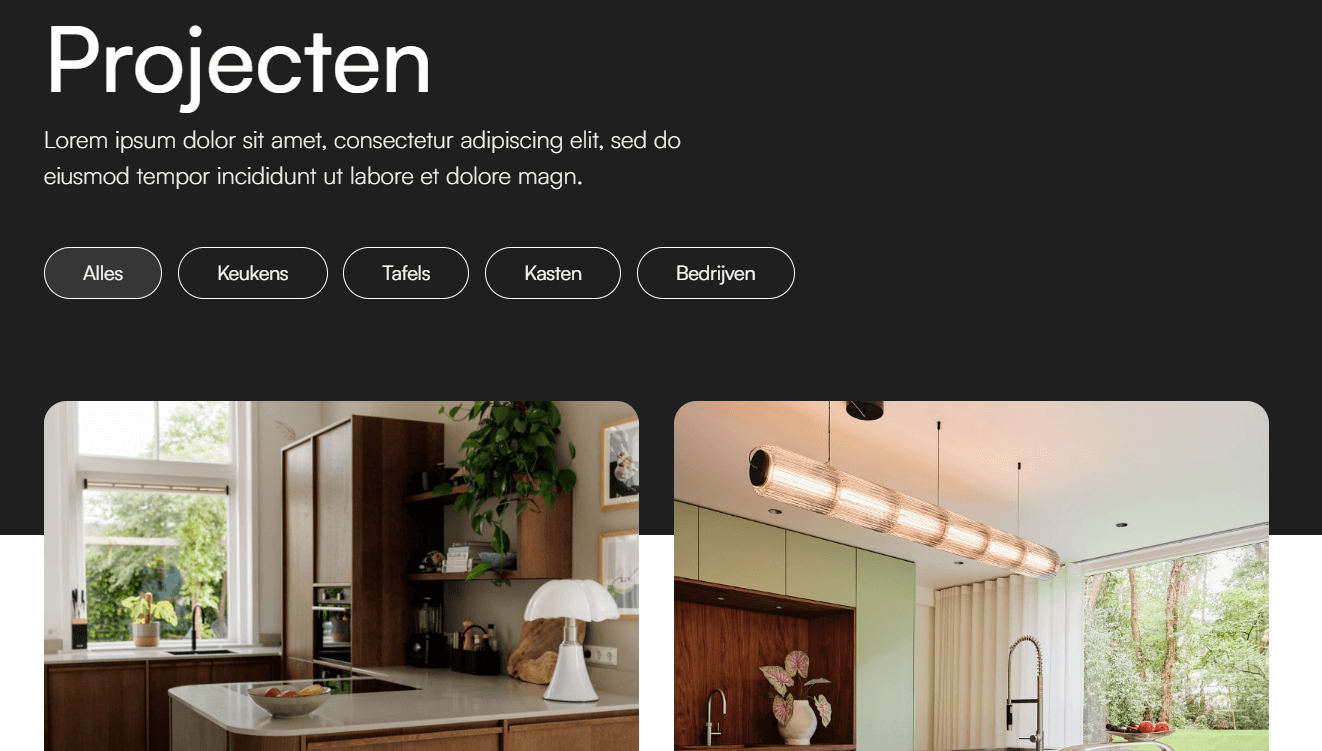 Projecten
Lorem ipsum dolor sit amet, consectetur adipiscing elit, sed do
eiusmod tempor incididunt ut labore et dolore magn.
Alles
Keukens
Tafels
Kasten
Bedrijven